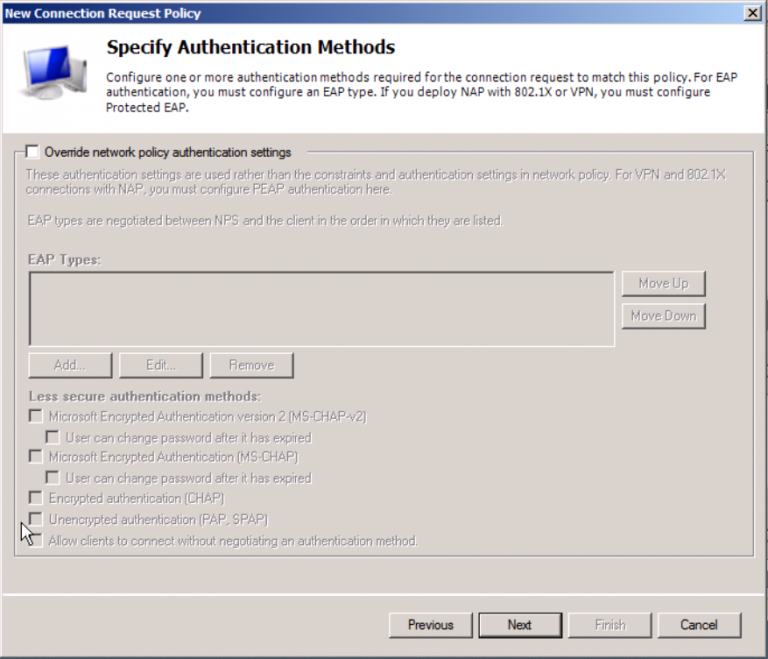 New Connection Request Policy
Specify Authentication Methods
Configure one or more authentication methods required for the connection request to match this policy. For EAP
authentication, you must configure an EAP type. If you deploy NAP with 802.1X or VPN, you must configure
Protected EAP.
Override network policy authentication settings
These authentication settings are used rather than the constraints and authentication settings in network policy. For VPN and 802.1X
connections with NAP, you must configure PEAP authentication here.
EAP types are negotiated between NPS and the client in the order in which they are listed.
EAP Types:
Move Up
Move Down
Add...
Edit...
Remove
Less secure authentication methods:
Microsoft Encrypted Authentication version 2 (MS-CHAP-v2)
User can change password after it has expired
Microsoft Encrypted Authentication (MS-CHAP)
User can change password after it has expired
Encrypted authentication (CHAP)
Unencrypted authentication (PAP, SPAP)
Allow clients to connect without negotiating an authentication method.
Previous
Next
Finish
Cancel